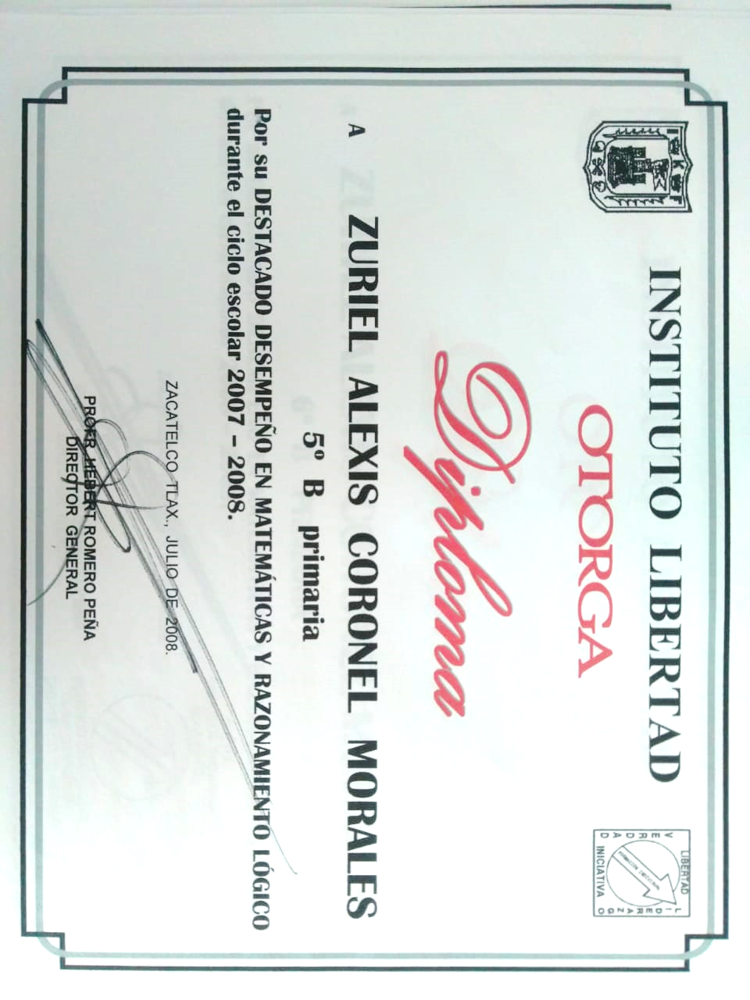 INSTITUTO LIBERTAD
LIBERTAD
VERDAD
LIDERAZGO
INICIATIVA
OTORGA
Diploma
A ZURIEL ALEXIS CORONEL MORALES
5º B primaria
Por su DESTACADO DESEMPEÑO EN MATEMÁTICAS Y RAZONAMIENTO LÓGICO
durante el ciclo escolar 2007 - 2008.
ZACATELCO TLAX., JULIO DE 2008.
PROFR. HEBERT ROMERO PEÑA
DIRECTOR GENERAL